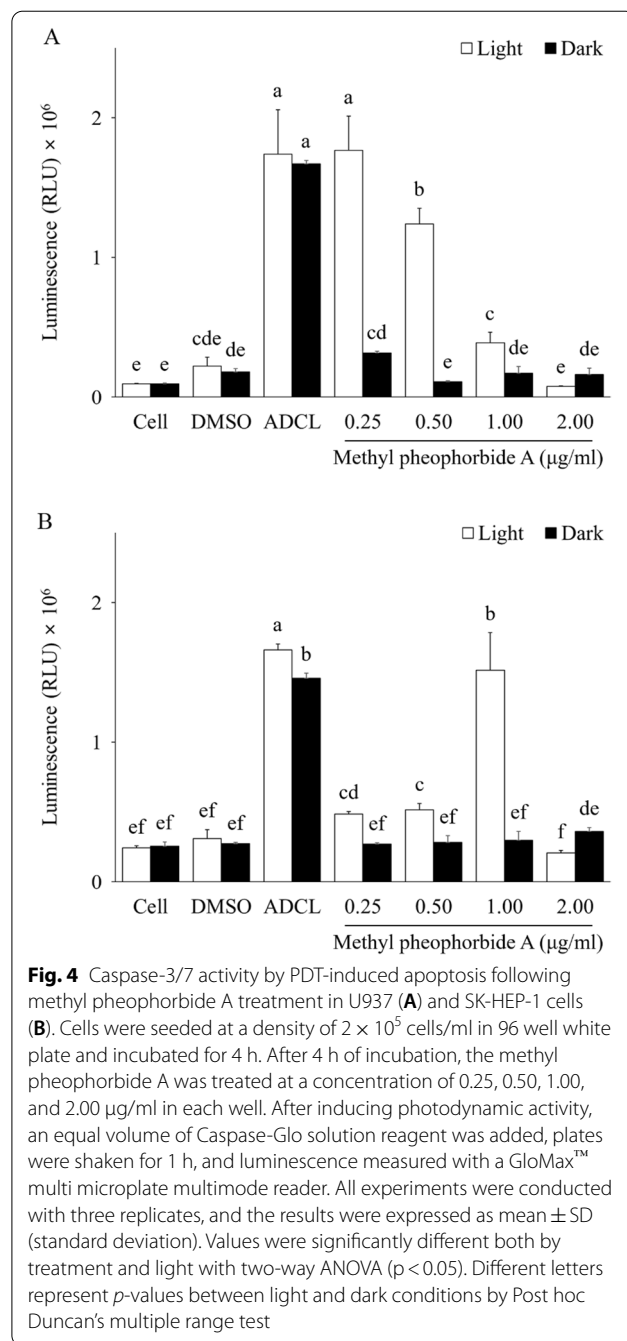 A
Light Dark
Luminescence (RLU) × 10⁶
2
1
0
a
a
a
b
c
cde
de
cd
de
e
de
e e
e
Cell DMSO ADCL 0.25 0.50 1.00 2.00
Methyl pheophorbide A (μg/ml)
B
Light Dark
Luminescence (RLU) × 10⁶
2
1
0
a
b
b
ef ef
ef
ef
cd
ef
c
ef
ef
f
de
Cell DMSO ADCL 0.25 0.50 1.00 2.00
Methyl pheophorbide A (μg/ml)
Fig. 4 Caspase-3/7 activity by PDT-induced apoptosis following
methyl pheophorbide A treatment in U937 (A) and SK-HEP-1 cells
(B). Cells were seeded at a density of 2 × 10⁵ cells/ml in 96 well white
plate and incubated for 4 h. After 4 h of incubation, the methyl
pheophorbide A was treated at a concentration of 0.25, 0.50, 1.00,
and 2.00 μg/ml in each well. After inducing photodynamic activity,
an equal volume of Caspase-Glo solution reagent was added, plates
were shaken for 1 h, and luminescence measured with a GloMax™
multi microplate multimode reader. All experiments were conducted
with three replicates, and the results were expressed as mean ± SD
(standard deviation). Values were significantly different both by
treatment and light with two-way ANOVA (p < 0.05). Different letters
represent p-values between light and dark conditions by Post hoc
Duncan's multiple range test